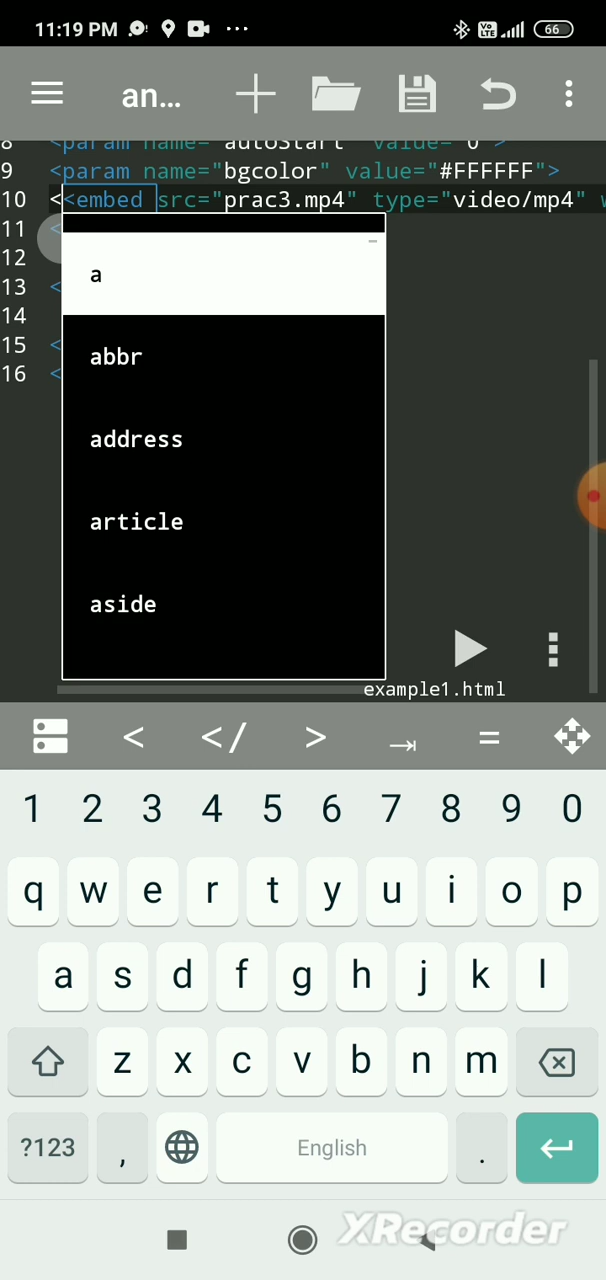 11:19 PM ... Vo LTE 66
an...
8 <param name="autoStart" value="0">
9 <param name="bgcolor" value="#FFFFFF">
10 <<embed src="prac3.mp4" type="video/mp4" w
11 <
12
13 <
14
15 <
16 <
a
abbr
address
article
aside
example1.html
< </ > =
1 2 3 4 5 6 7 8 9 0
q w e r t y u i o p
a s d f g h j k l
z x c v b n m
?123 , English .
XRecorder